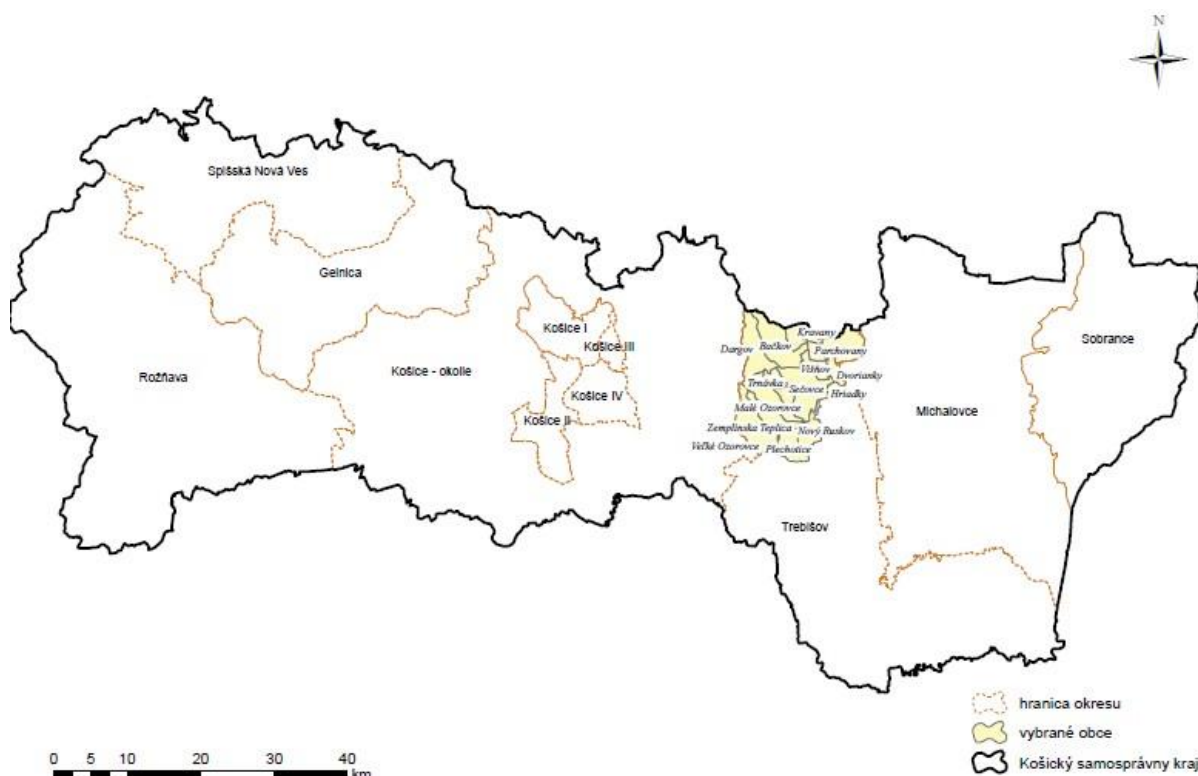 N
Spišská Nová Ves
Gelnica
Rožňava
Košice - okolie
Košice I
Košice III
Košice IV
Košice II
Kravany
Dargov
Bačkov
Parchovany
Višňov
Dvorianky
Trnávka
Sečovce
Hriadky
Malé Ozorovce
Zemplínska Teplica
Nový Ruskov
Veľké Ozorovce
Plechotice
Trebišov
Michalovce
Sobrance
hranica okresu
vybrané obce
Košický samosprávny kraj
0 5 10 20 30 40
km